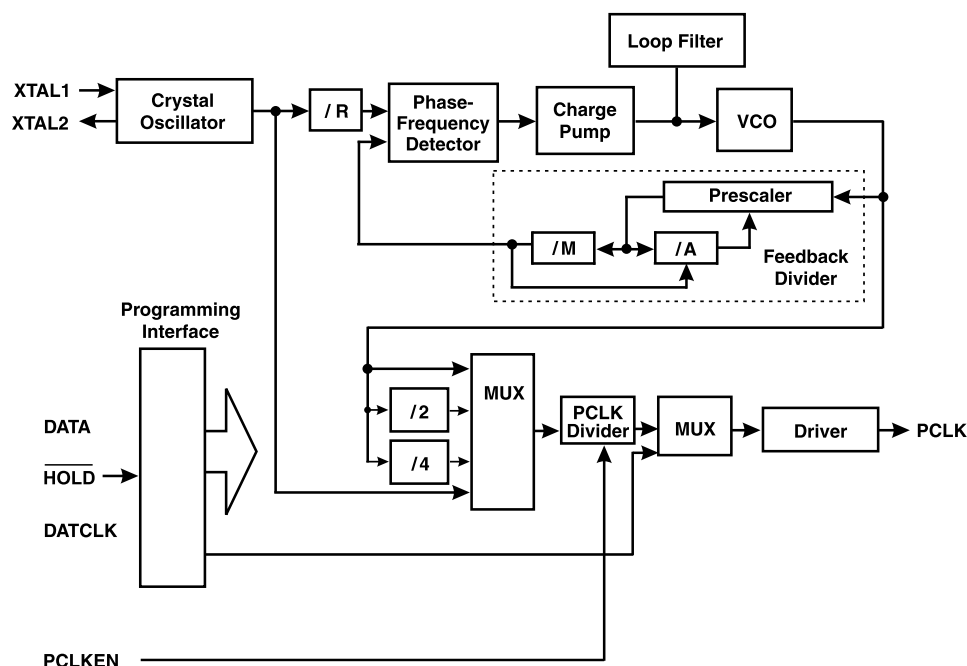 Loop Filter
XTAL1
XTAL2
Crystal
Oscillator
/ R
Phase-
Frequency
Detector
Charge
Pump
VCO
Prescaler
/ M
/ A
Feedback
Divider
Programming
Interface
DATA
HOLD
DATCLK
/ 2
/ 4
MUX
PCLK
Divider
MUX
Driver
PCLK
PCLKEN